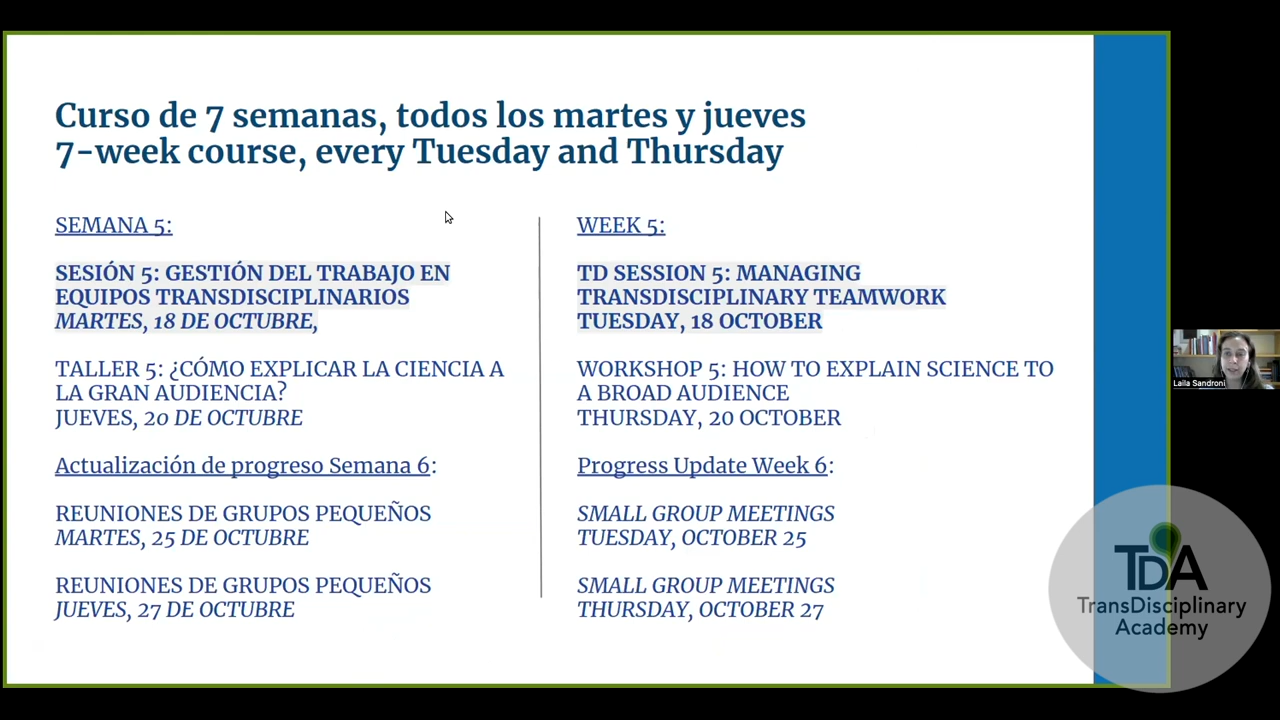 Curso de 7 semanas, todos los martes y jueves
7-week course, every Tuesday and Thursday
SEMANA 5:
SESIÓN 5: GESTIÓN DEL TRABAJO EN
EQUIPOS TRANSDISCIPLINARIOS
MARTES, 18 DE OCTUBRE,
TALLER 5: ¿CÓMO EXPLICAR LA CIENCIA A
LA GRAN AUDIENCIA?
JUEVES, 20 DE OCTUBRE
Actualización de progreso Semana 6:
REUNIONES DE GRUPOS PEQUEÑOS
MARTES, 25 DE OCTUBRE
REUNIONES DE GRUPOS PEQUEÑOS
JUEVES, 27 DE OCTUBRE
WEEK 5:
TD SESSION 5: MANAGING
TRANSDISCIPLINARY TEAMWORK
TUESDAY, 18 OCTOBER
WORKSHOP 5: HOW TO EXPLAIN SCIENCE TO
A BROAD AUDIENCE
THURSDAY, 20 OCTOBER
Progress Update Week 6:
SMALL GROUP MEETINGS
TUESDAY, OCTOBER 25
SMALL GROUP MEETINGS
THURSDAY, OCTOBER 27
Laila Sandroni
TDA
TransDisciplinary
Academy